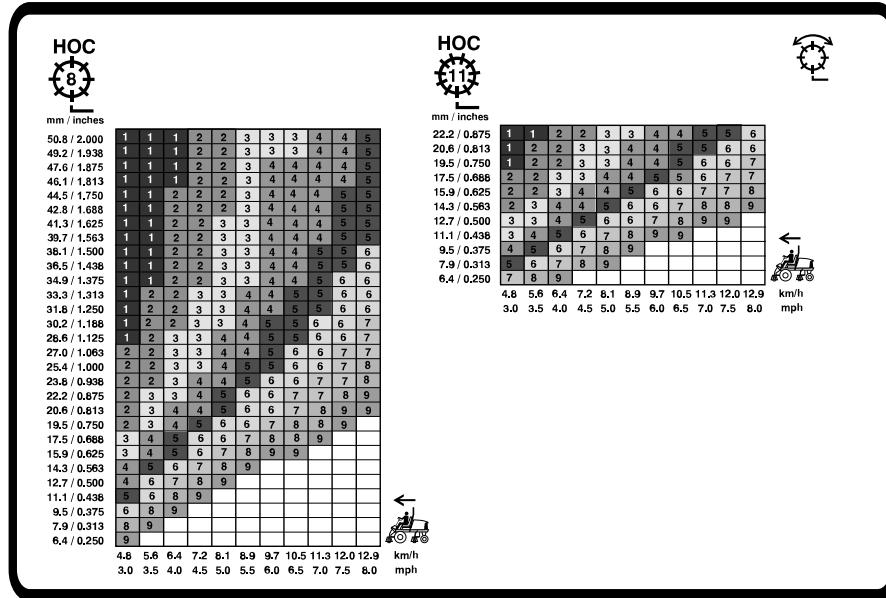 HOC
8
mm / inches
50.8 / 2.000 1 1 1 2 2 3 3 3 4 4 5
49.2 / 1.938 1 1 1 2 2 3 3 3 4 4 5
47.6 / 1.875 1 1 1 2 2 3 4 4 4 4 5
46.1 / 1.813 1 1 1 2 2 3 4 4 4 4 5
44.5 / 1.750 1 1 2 2 2 3 4 4 4 5 5
42.8 / 1.688 1 1 2 2 2 3 4 4 4 5 5
41.3 / 1.625 1 1 2 2 3 3 4 4 4 5 5
39.7 / 1.563 1 1 2 2 3 3 4 4 4 5 5
38.1 / 1.500 1 1 2 2 3 3 4 4 5 5 6
36.5 / 1.438 1 1 2 2 3 3 4 4 5 5 6
34.9 / 1.375 1 1 2 2 3 3 4 4 5 6 6
33.3 / 1.313 1 2 2 3 3 4 4 5 5 6 6
31.8 / 1.250 1 2 2 3 3 4 4 5 5 6 6
30.2 / 1.188 1 2 2 3 3 4 5 5 6 6 7
28.6 / 1.125 1 2 3 3 4 4 5 5 6 6 7
27.0 / 1.063 2 2 3 3 4 4 5 6 6 7 7
25.4 / 1.000 2 2 3 3 4 5 5 6 6 7 8
23.8 / 0.938 2 2 3 4 4 5 6 6 7 7 8
22.2 / 0.875 2 3 3 4 5 6 6 7 7 8 9
20.6 / 0.813 2 3 4 4 5 6 6 7 8 9 9
19.5 / 0.750 2 3 4 5 6 6 7 8 8 9
17.5 / 0.688 3 4 5 6 6 7 8 8 9
15.9 / 0.625 3 4 5 6 7 8 9 9
14.3 / 0.563 4 5 6 7 8 9
12.7 / 0.500 4 6 7 8 9
11.1 / 0.438 5 6 8 9
9.5 / 0.375 6 8 9
7.9 / 0.313 8 9
6.4 / 0.250 9
4.8 5.6 6.4 7.2 8.1 8.9 9.7 10.5 11.3 12.0 12.9 km/h
3.0 3.5 4.0 4.5 5.0 5.5 6.0 6.5 7.0 7.5 8.0 mph
HOC
11
mm / inches
22.2 / 0.875 1 1 2 2 3 3 4 4 5 5 6
20.6 / 0.813 1 2 2 3 3 4 4 5 5 6 6
19.5 / 0.750 1 2 2 3 3 4 4 5 6 6 7
17.5 / 0.688 2 2 3 3 4 4 5 5 6 7 7
15.9 / 0.625 2 2 3 4 4 5 6 6 7 7 8
14.3 / 0.563 2 3 4 4 5 6 6 7 8 8 9
12.7 / 0.500 3 3 4 5 6 6 7 8 9 9
11.1 / 0.438 3 4 5 6 7 8 9 9
9.5 / 0.375 4 5 6 7 8 9
7.9 / 0.313 5 6 7 8 9
6.4 / 0.250 7 8 9
4.8 5.6 6.4 7.2 8.1 8.9 9.7 10.5 11.3 12.0 12.9 km/h
3.0 3.5 4.0 4.5 5.0 5.5 6.0 6.5 7.0 7.5 8.0 mph